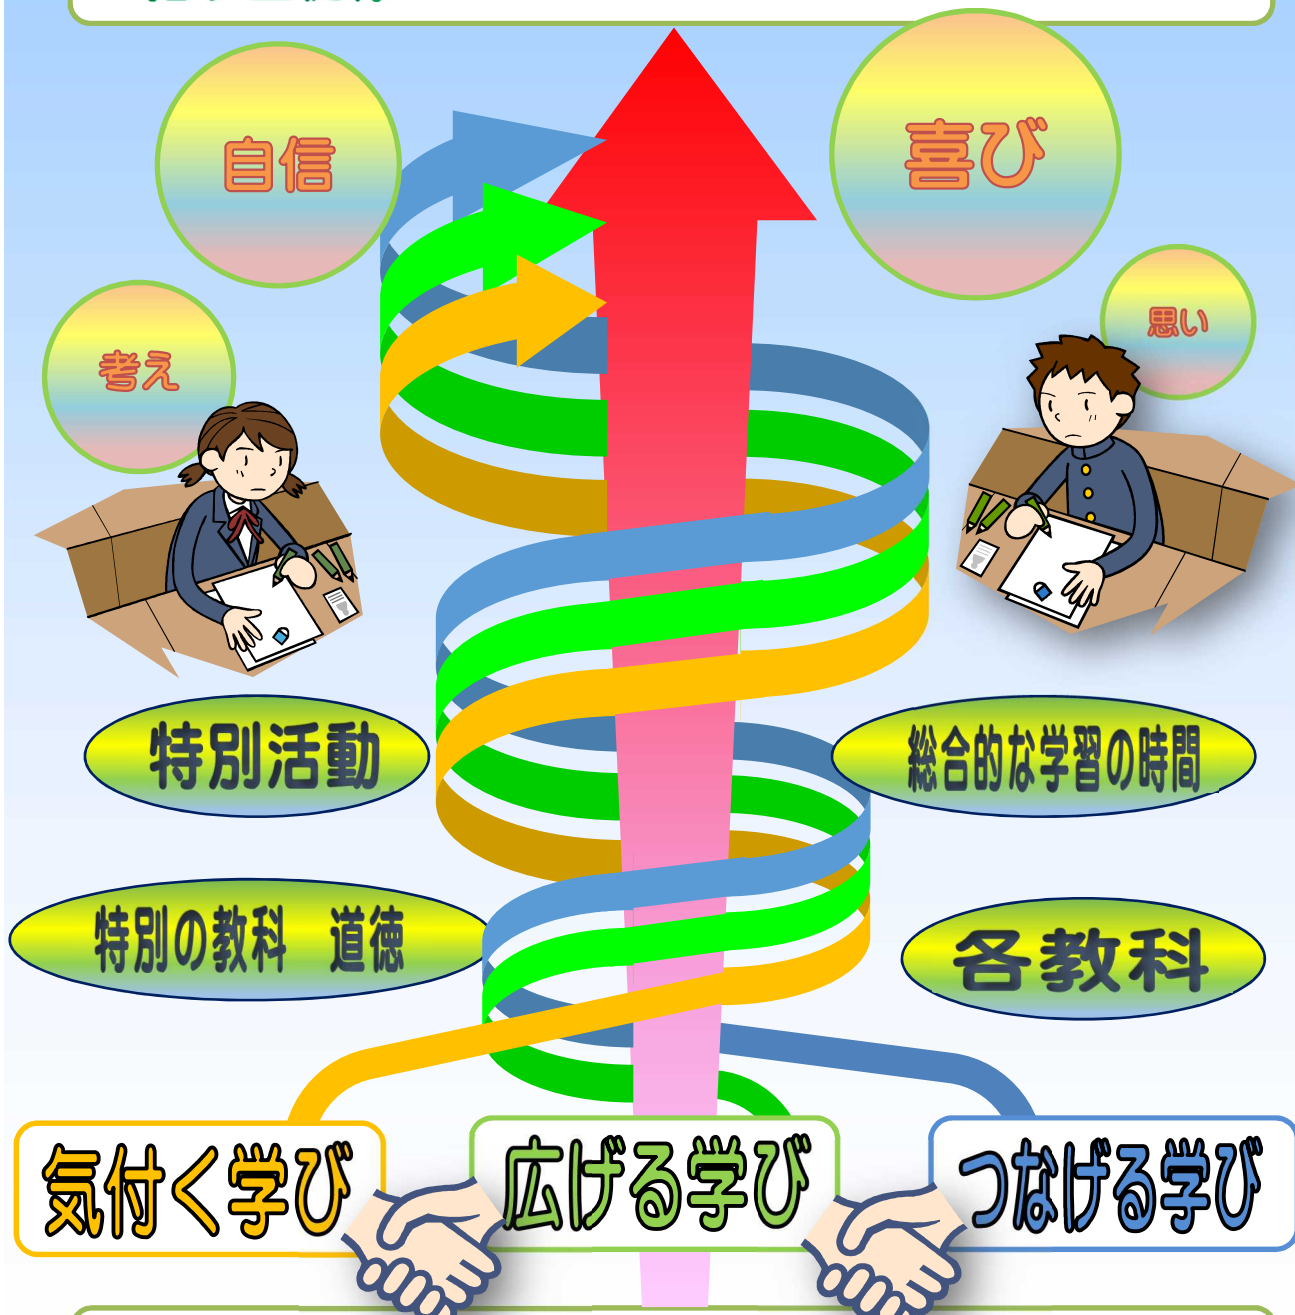 自信
喜び
思い
考え
特別活動
総合的な学習の時間
特別の教科　道徳
各教科
気付く学び
広げる学び
つなげる学び